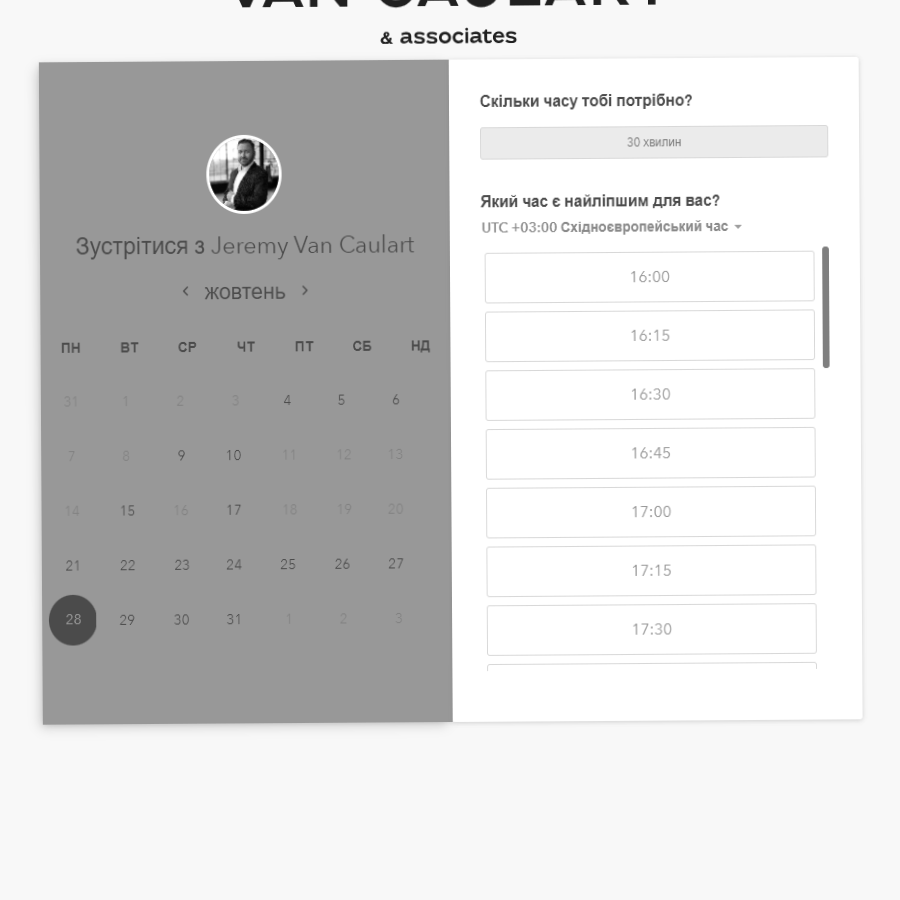 VAN CAULART
& associates
Зустрітися з Jeremy Van Caulart
жовтень
ПН ВТ СР ЧТ ПТ СБ НД
31 1 2 3 4 5 6
7 8 9 10 11 12 13
14 15 16 17 18 19 20
21 22 23 24 25 26 27
28 29 30 31 1 2 3
Скільки часу тобі потрібно?
30 хвилин
Який час є найліпшим для вас?
UTC +03:00 Східноєвропейський час
16:00
16:15
16:30
16:45
17:00
17:15
17:30